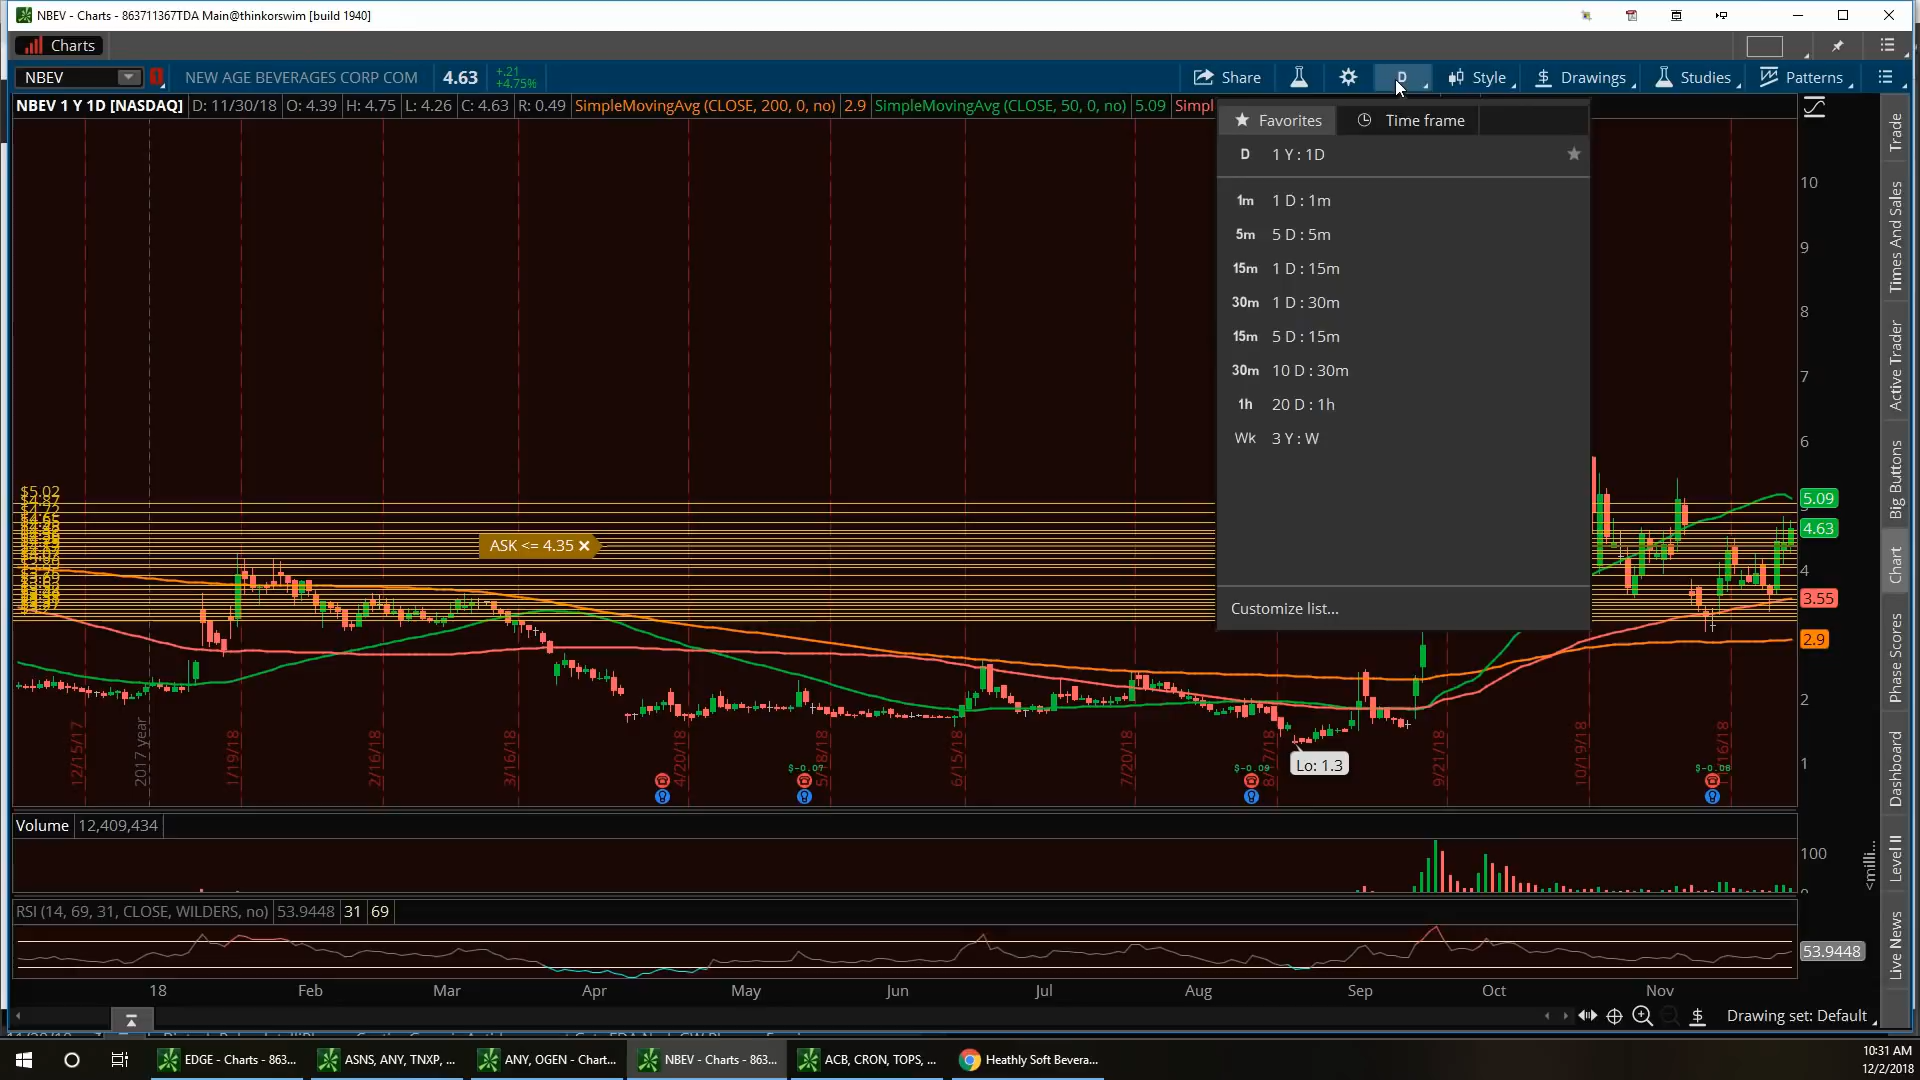 NBEV - Charts - 863711367TDA Main@thinkorswim [build 1940]
Charts
NBEV
NEW AGE BEVERAGES CORP COM
4.63
+.21
+4.75%
Share
D
Style
Drawings
Studies
Patterns
NBEV 1 Y 1D [NASDAQ] D: 11/30/18 O: 4.39 H: 4.75 L: 4.26 C: 4.63 R: 0.49 SimpleMovingAvg (CLOSE, 200, 0, no) 2.9 SimpleMovingAvg (CLOSE, 50, 0, no) 5.09 Simpl
Favorites
Time frame
D 1 Y : 1D
1m 1 D : 1m
5m 5 D : 5m
15m 1 D : 15m
30m 1 D : 30m
15m 5 D : 15m
30m 10 D : 30m
1h 20 D : 1h
Wk 3 Y : W
Customize list...
10
9
8
7
6
5.09
4.63
4
3.55
2.9
2
1
$5.02
ASK <= 4.35
Lo: 1.3
12/15/17
2017 year
1/19/18
2/16/18
3/16/18
4/20/18
5/18/18
6/15/18
7/20/18
9/21/18
10/19/18
$-0.07
$-0.09
Volume 12,409,434
100
<milli...
RSI (14, 69, 31, CLOSE, WILDERS, no) 53.9448 31 69
53.9448
18 Feb Mar Apr May Jun Jul Aug Sep Oct Nov
Drawing set: Default
Trade
Times And Sales
Active Trader
Big Buttons
Chart
Phase Scores
Dashboard
Level II
Live News
EDGE - Charts - 863...
ASNS, ANY, TNXP, ...
ANY, OGEN - Chart...
NBEV - Charts - 863...
ACB, CRON, TOPS, ...
Heathly Soft Bevera...
10:31 AM
12/2/2018